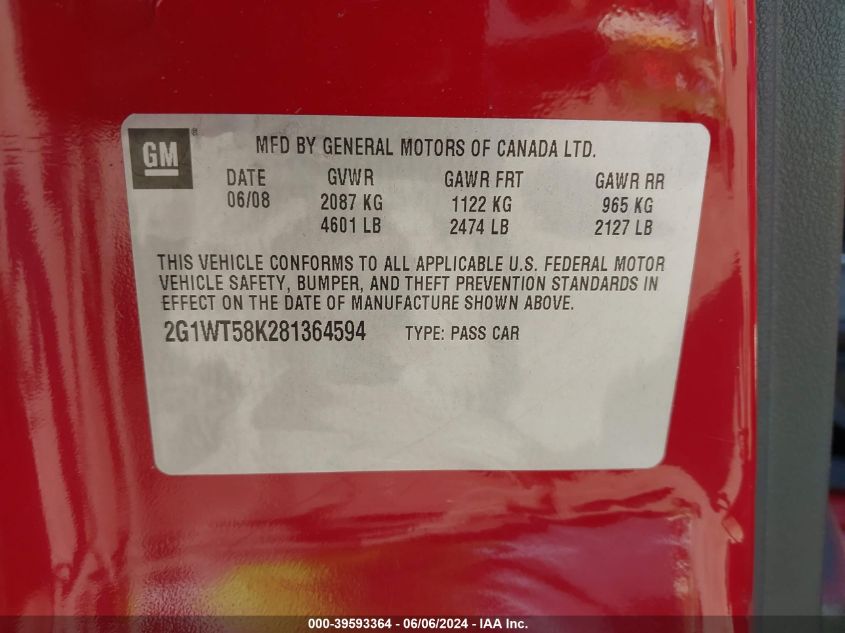 GM ® MFD BY GENERAL MOTORS OF CANADA LTD.
DATE GVWR GAWR FRT GAWR RR
06/08 2087 KG 1122 KG 965 KG
4601 LB 2474 LB 2127 LB
THIS VEHICLE CONFORMS TO ALL APPLICABLE U.S. FEDERAL MOTOR
VEHICLE SAFETY, BUMPER, AND THEFT PREVENTION STANDARDS IN
EFFECT ON THE DATE OF MANUFACTURE SHOWN ABOVE.
2G1WT58K281364594 TYPE: PASS CAR
000-39593364 - 06/06/2024 - IAA Inc.